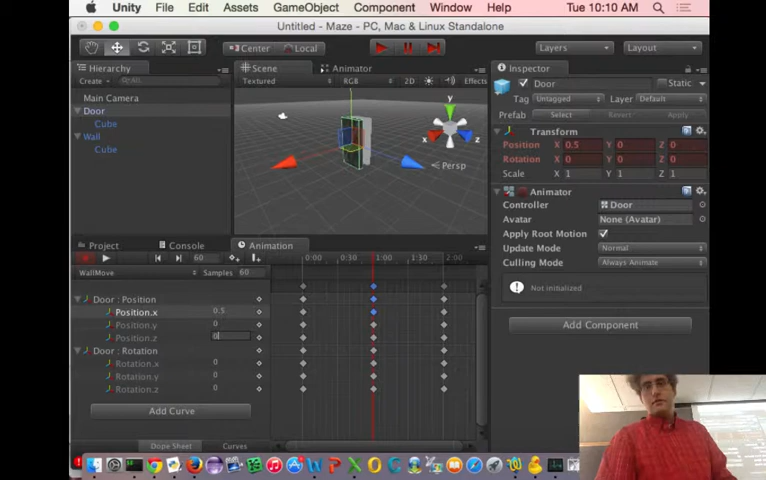 Unity File Edit Assets GameObject Component Window Help Tue 10:10 AM
Untitled - Maze - PC, Mac & Linux Standalone
Center Local Layers Layout
Hierarchy Scene Animator Inspector
Create All Textured RGB 2D Effects Door Static
Main Camera Tag Untagged Layer Default
Door Prefab Select Revert Apply
Cube
Wall
Cube
y
x z
Persp
Transform
Position X 0.5 Y 0 Z 0
Rotation X 0 Y 0 Z 0
Scale X 1 Y 1 Z 1
Animator
Controller Door
Avatar None (Avatar)
Apply Root Motion
Update Mode Normal
Culling Mode Always Animate
Not initialized
Add Component
Project Console Animation
60 0:00 0:30 1:00 1:30 2:00
WallMove Samples 60
Door : Position
Position.x 0.5
Position.y 0
Position.z 0
Door : Rotation
Rotation.x 0
Rotation.y 0
Rotation.z 0
Add Curve
Dope Sheet Curves